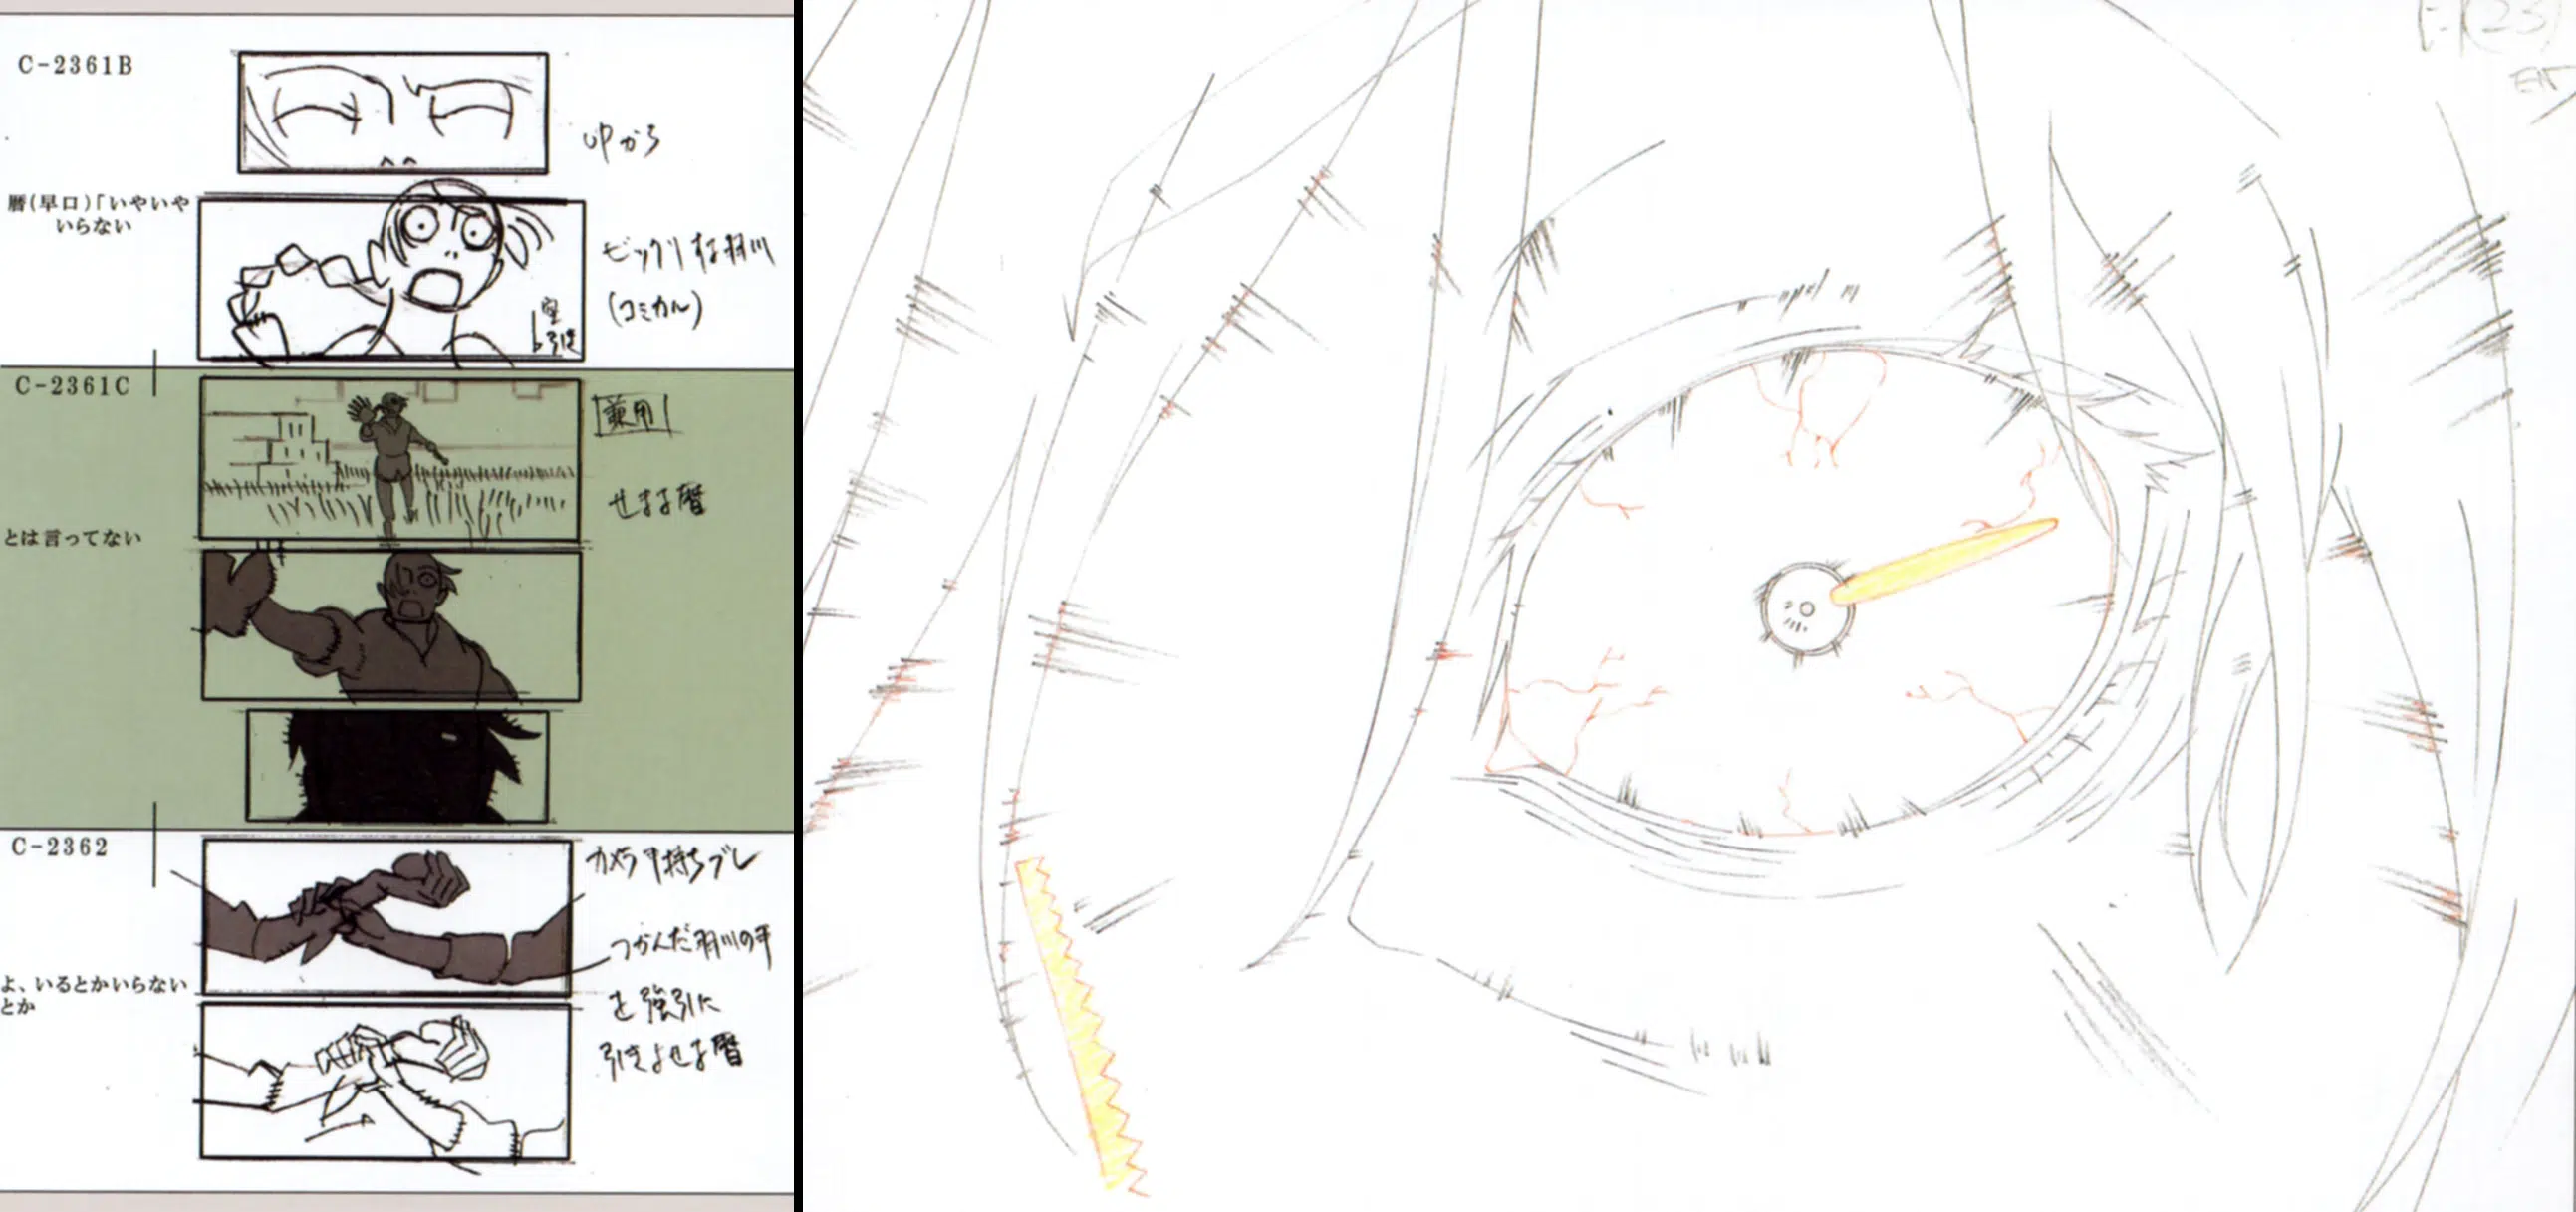 C-2361B
UPから
暦(早口)「いやいや
いらない
ビックリな羽川
(コミカル)
C-2361C
兼用
せまる暦
とは言ってない
C-2362
カメラ手持ちブレ
つかんだ羽川の手
を強引に
引きよせる暦
よ、いるとかいらない
とか
END